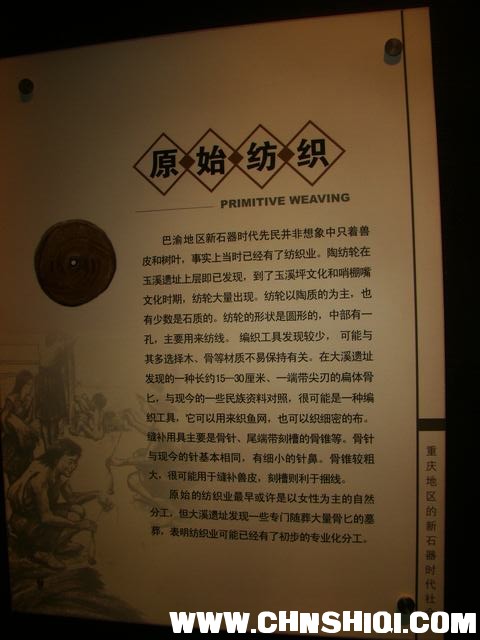 原始纺织
PRIMITIVE WEAVING
巴渝地区新石器时代先民并非想象中只着兽
皮和树叶，事实上当时已经有了纺织业。陶纺轮在
玉溪遗址上层即已发现，到了玉溪坪文化和哨棚嘴
文化时期，纺轮大量出现。纺轮以陶质的为主，也
有少数是石质的。纺轮的形状是圆形的，中部有一
孔，主要用来纺线。 编织工具发现较少， 可能与
其多选择木、骨等材质不易保持有关。在大溪遗址
发现的一种长约15—30厘米、一端带尖刃的扁体骨
匕，与现今的一些民族资料对照，很可能是一种编
织工具，它可以用来织鱼网，也可以织细密的布。
缝补用具主要是骨针、尾端带刻槽的骨锥等。骨针
与现今的针基本相同，有细小的针鼻。骨锥较粗
大，很可能用于缝补兽皮，刻槽则利于捆线。
原始的纺织业最早或许是以女性为主的自然
分工，但大溪遗址发现一些专门随葬大量骨匕的墓
葬，表明纺织业可能已经有了初步的专业化分工。
重庆地区的新石器时代社会
WWW.CHNSHIQI.COM